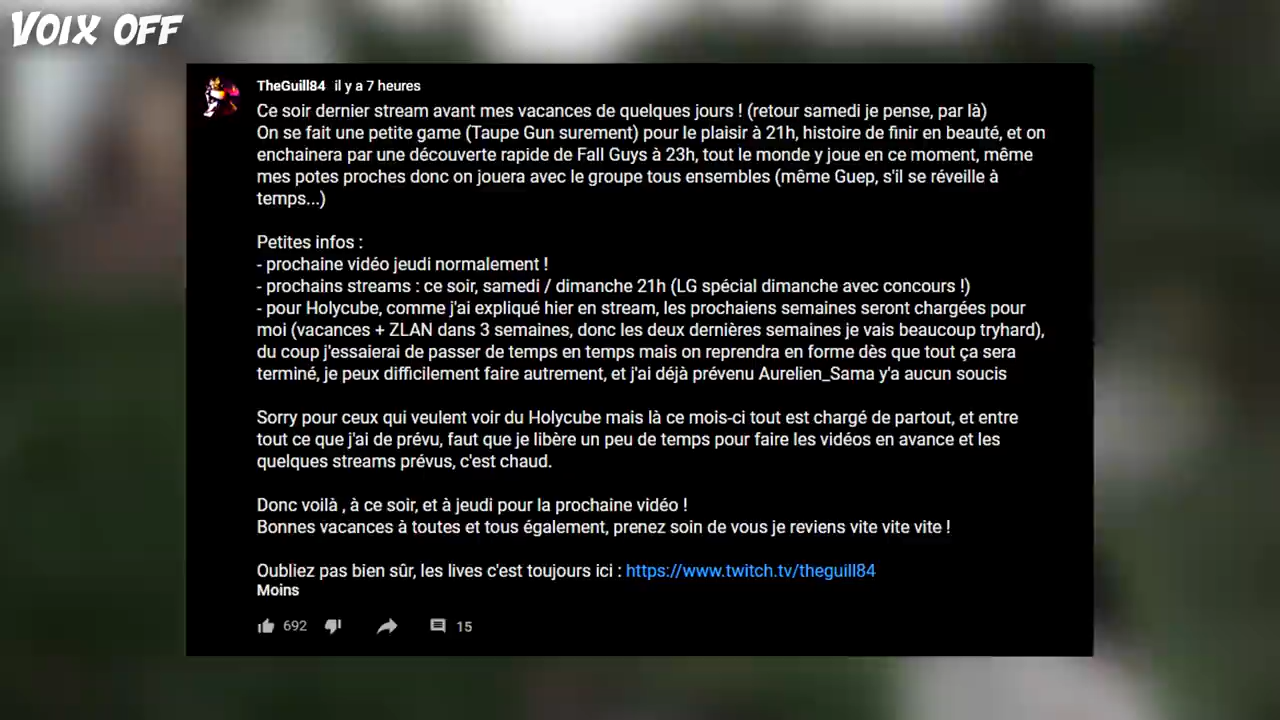 VOIX OFF
TheGuill84 il y a 7 heures
Ce soir dernier stream avant mes vacances de quelques jours ! (retour samedi je pense, par là)
On se fait une petite game (Taupe Gun surement) pour le plaisir à 21h, histoire de finir en beauté, et on
enchainera par une découverte rapide de Fall Guys à 23h, tout le monde y joue en ce moment, même
mes potes proches donc on jouera avec le groupe tous ensembles (même Guep, s'il se réveille à
temps...)
Petites infos :
- prochaine vidéo jeudi normalement !
- prochains streams : ce soir, samedi / dimanche 21h (LG spécial dimanche avec concours !)
- pour Holycube, comme j'ai expliqué hier en stream, les prochaiens semaines seront chargées pour
moi (vacances + ZLAN dans 3 semaines, donc les deux dernières semaines je vais beaucoup tryhard),
du coup j'essaierai de passer de temps en temps mais on reprendra en forme dès que tout ça sera
terminé, je peux difficilement faire autrement, et j'ai déjà prévenu Aurelien_Sama y'a aucun soucis
Sorry pour ceux qui veulent voir du Holycube mais là ce mois-ci tout est chargé de partout, et entre
tout ce que j'ai de prévu, faut que je libère un peu de temps pour faire les vidéos en avance et les
quelques streams prévus, c'est chaud.
Donc voilà , à ce soir, et à jeudi pour la prochaine vidéo !
Bonnes vacances à toutes et tous également, prenez soin de vous je reviens vite vite vite !
Oubliez pas bien sûr, les lives c'est toujours ici : https://www.twitch.tv/theguill84
Moins
692 15